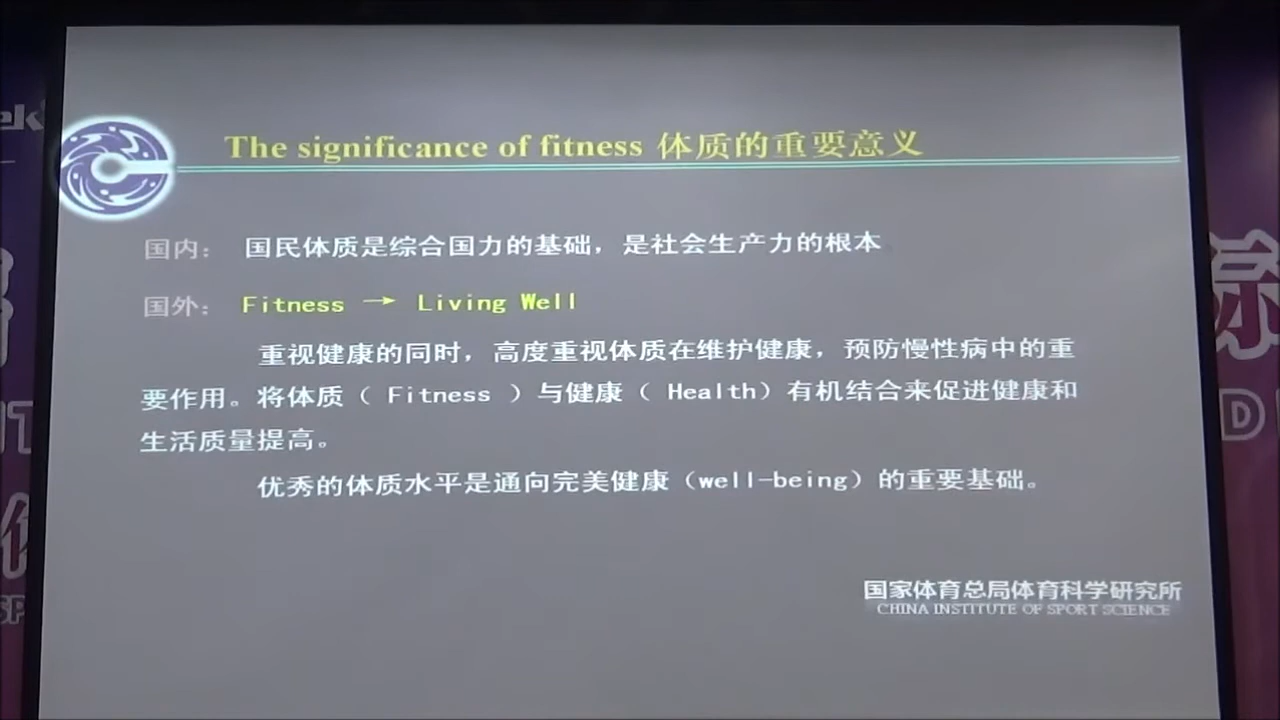 The significance of fitness 体质的重要意义
国内： 国民体质是综合国力的基础，是社会生产力的根本
国外： Fitness → Living Well
重视健康的同时，高度重视体质在维护健康，预防慢性病中的重
要作用。将体质（ Fitness ）与健康（ Health）有机结合来促进健康和
生活质量提高。
优秀的体质水平是通向完美健康（well-being）的重要基础。
国家体育总局体育科学研究所
CHINA INSTITUTE OF SPORT SCIENCE